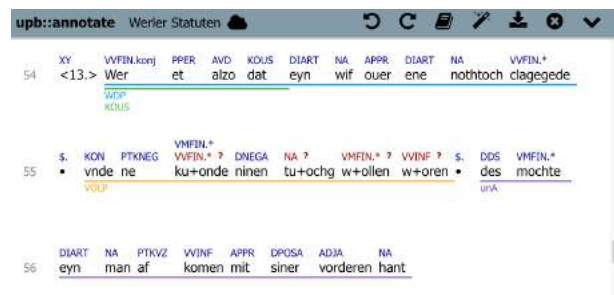 upb::annotate Werler Statuten
XY VVFIN.konj PPER AVD KOUS DIART NA APPR DIART NA VVFIN.*
54 <13.> Wer et alzo dat eyn wif ouer ene nothtoch clagegede
WDP
KOUS
VMFIN.*
$. KON PTKNEG VVFIN.* ? DNEGA NA ? VMFIN.* ? VVINF ? $. DDS VMFIN.*
55 • vnde ne ku+onde ninen tu+ochg w+ollen w+oren • des mochte
VOLP unA
DIART NA PTKVZ VVINF APPR DPOSA ADJA NA
56 eyn man af komen mit siner vorderen hant